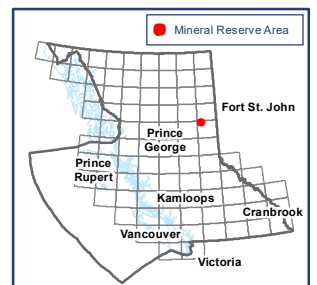 Mineral Reserve Area
Fort St. John
Prince
George
Prince
Rupert
Kamloops
Cranbrook
Vancouver
Victoria